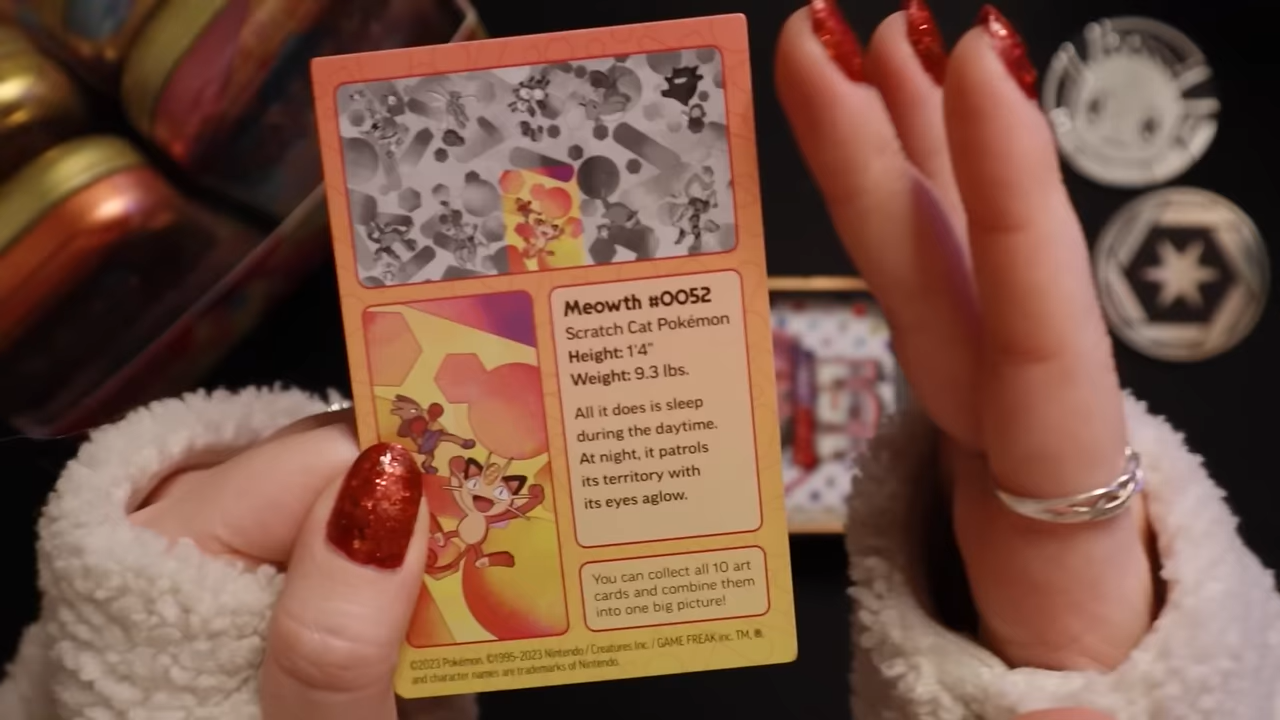 Meowth #0052
Scratch Cat Pokémon
Height: 1'4"
Weight: 9.3 lbs.
All it does is sleep
during the daytime.
At night, it patrols
its territory with
its eyes aglow.
You can collect all 10 art
cards and combine them
into one big picture!
©2023 Pokémon. ©1995–2023 Nintendo / Creatures Inc. / GAME FREAK inc. TM, ®,
and character names are trademarks of Nintendo.